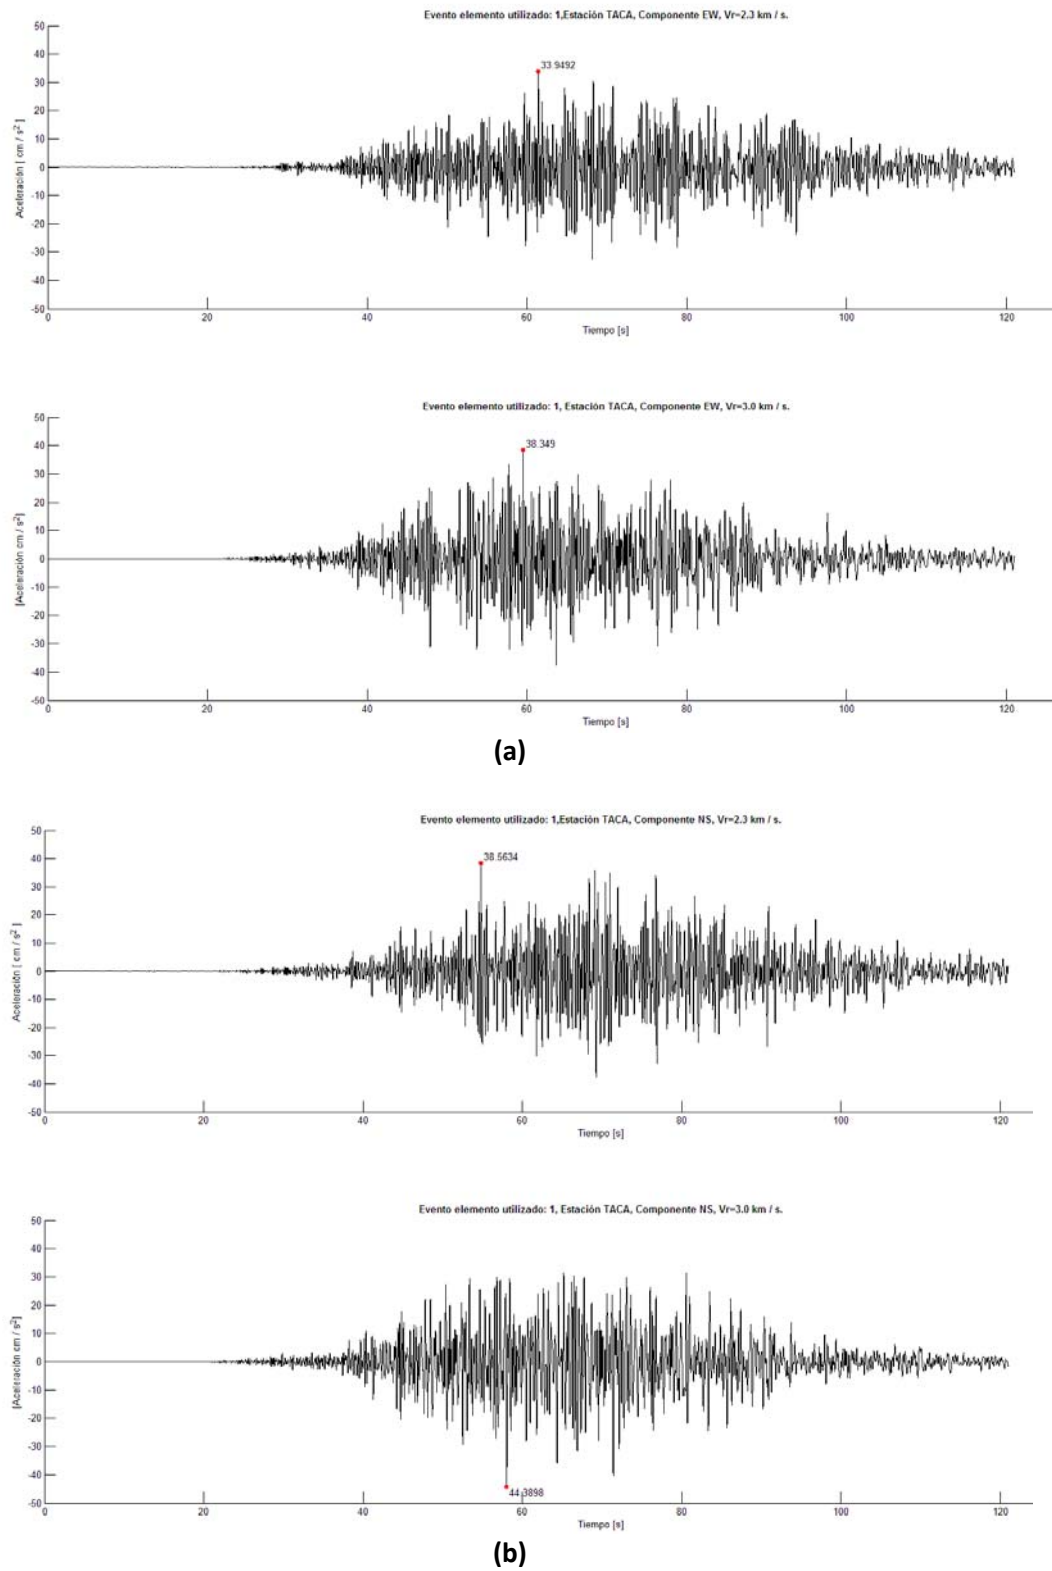 Evento elemento utilizado: 1,Estación TACA, Componente EW, Vr=2.3 km / s.
50
40
33.9492
30
20
10
0
-10
-20
-30
-40
-50
Aceleración [ cm / s²]
0 20 40 60 80 100 120
Tiempo [s]
Evento elemento utilizado: 1, Estación TACA, Componente EW, Vr=3.0 km / s.
50
40
38.349
30
20
10
0
-10
-20
-30
-40
-50
[Aceleración cm / s²]
0 20 40 60 80 100 120
Tiempo [s]
(a)
Evento elemento utilizado: 1,Estación TACA, Componente NS, Vr=2.3 km / s.
50
40
38.5634
30
20
10
0
-10
-20
-30
-40
-50
Aceleración [ cm / s² ]
0 20 40 60 80 100 120
Tiempo [s]
Evento elemento utilizado: 1, Estación TACA, Componente NS, Vr=3.0 km / s.
50
40
30
20
10
0
-10
-20
-30
-40
44.3898
-50
[Aceleración cm / s²]
0 20 40 60 80 100 120
Tiempo [s]
(b)